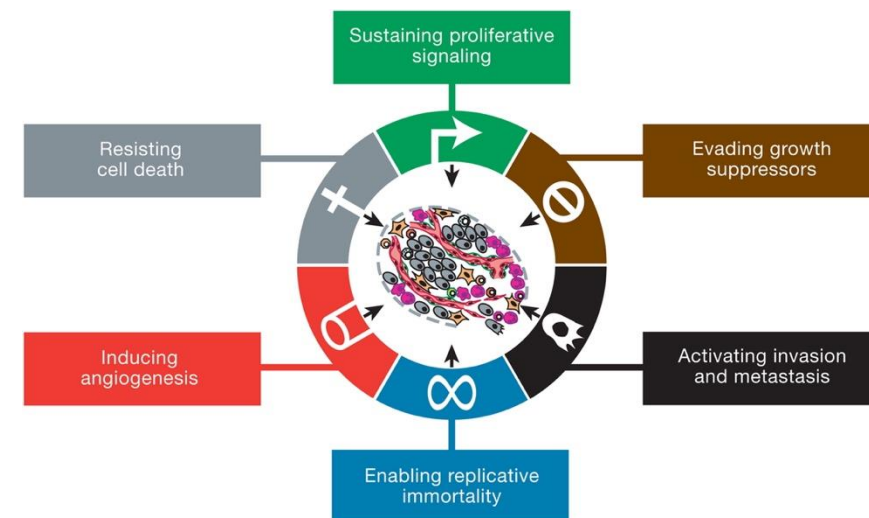 Sustaining proliferative
signaling
Resisting
cell death
Evading growth
suppressors
Inducing
angiogenesis
Activating invasion
and metastasis
Enabling replicative
immortality